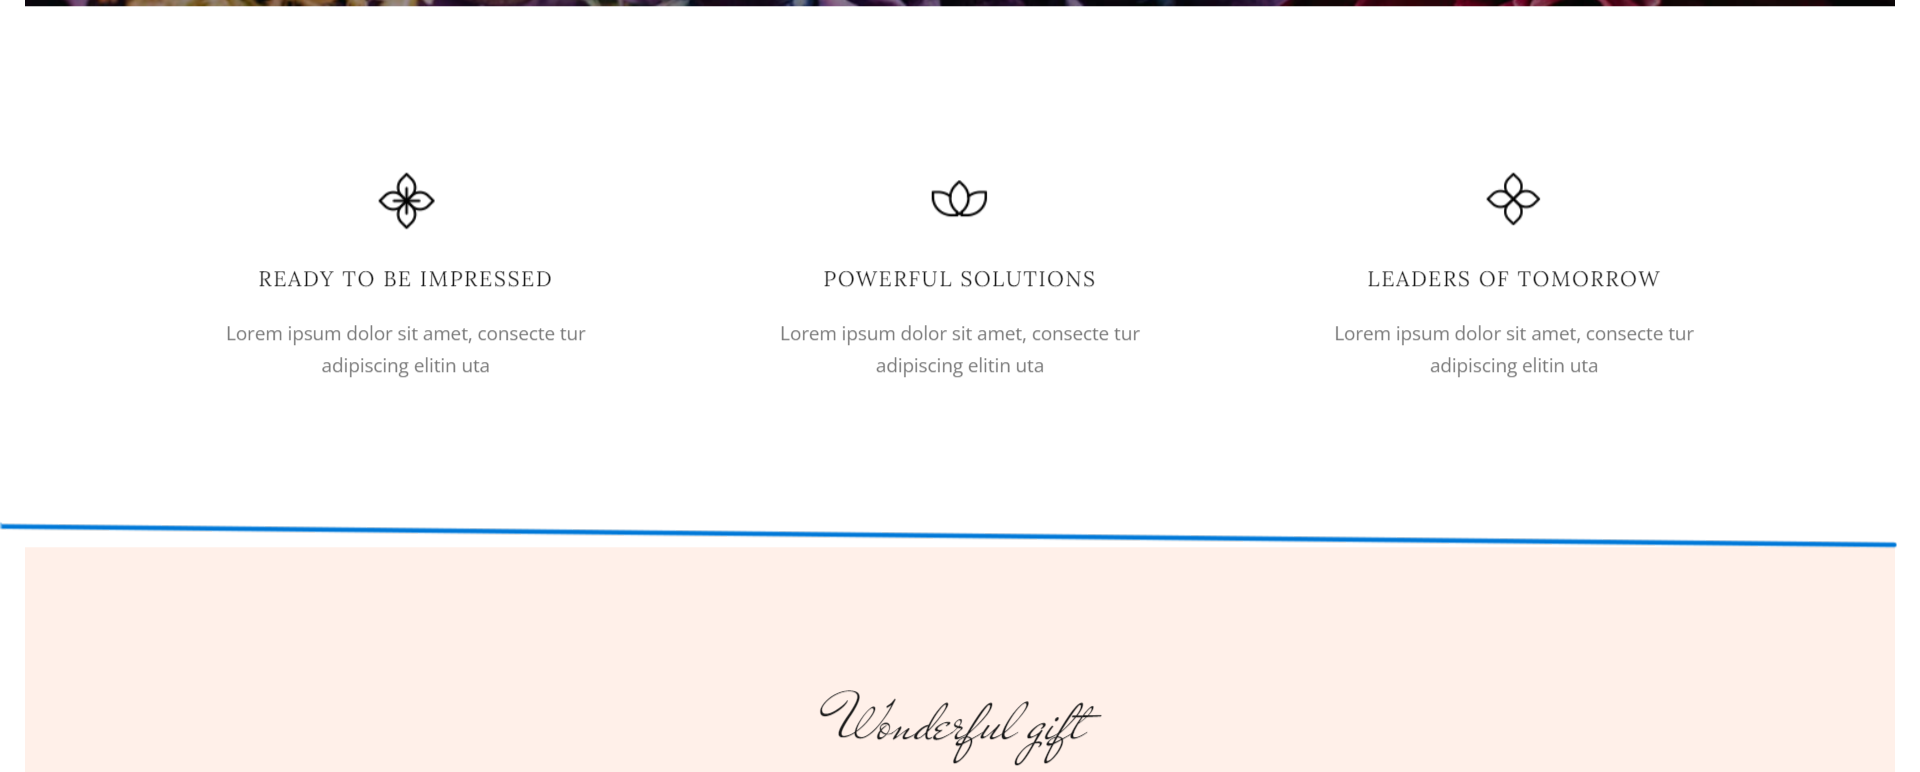 READY TO BE IMPRESSED
Lorem ipsum dolor sit amet, consecte tur
adipiscing elitin uta
POWERFUL SOLUTIONS
Lorem ipsum dolor sit amet, consecte tur
adipiscing elitin uta
LEADERS OF TOMORROW
Lorem ipsum dolor sit amet, consecte tur
adipiscing elitin uta
Wonderful gift